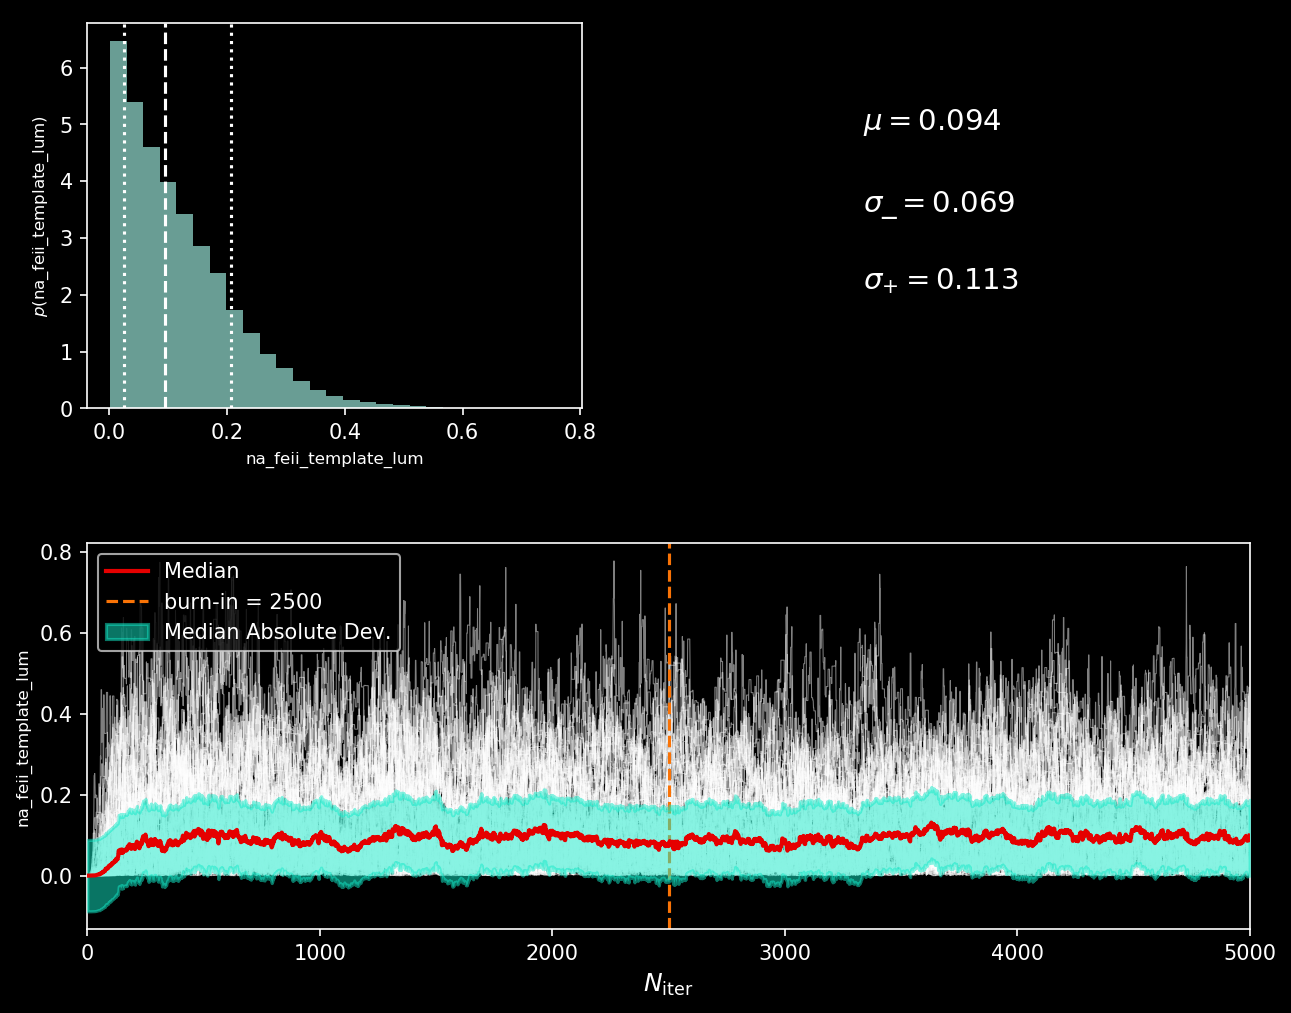 6
5
4
3
2
1
0
p(na_feii_template_lum)
0.0 0.2 0.4 0.6 0.8
na_feii_template_lum
μ = 0.094
σ_− = 0.069
σ_+ = 0.113
0.8
0.6
0.4
0.2
0.0
na_feii_template_lum
Median
burn-in = 2500
Median Absolute Dev.
0 1000 2000 3000 4000 5000
N_iter